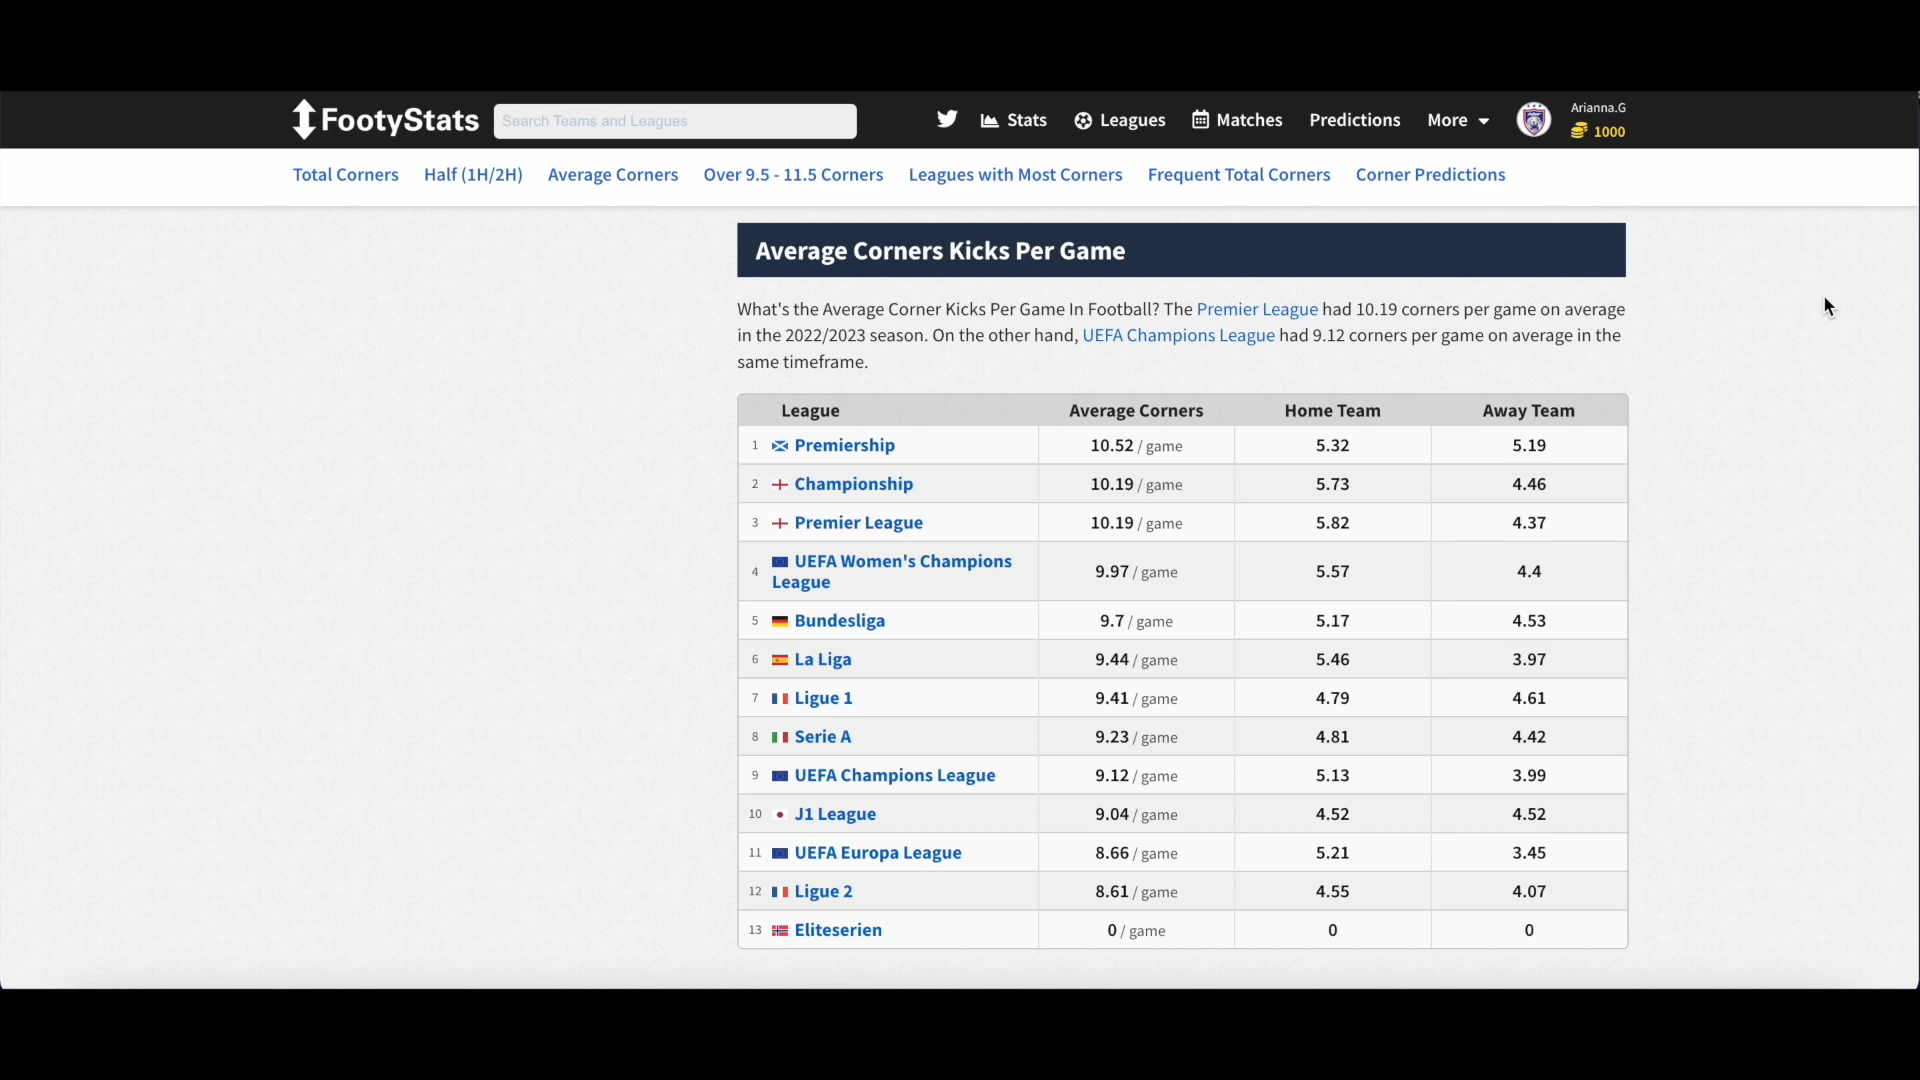 FootyStats
Search Teams and Leagues
Stats
Leagues
Matches
Predictions
More
Arianna.G
1000
Total Corners
Half (1H/2H)
Average Corners
Over 9.5 - 11.5 Corners
Leagues with Most Corners
Frequent Total Corners
Corner Predictions
Average Corners Kicks Per Game
What's the Average Corner Kicks Per Game In Football? The Premier League had 10.19 corners per game on average
in the 2022/2023 season. On the other hand, UEFA Champions League had 9.12 corners per game on average in the
same timeframe.
League Average Corners Home Team Away Team
1 Premiership 10.52 / game 5.32 5.19
2 Championship 10.19 / game 5.73 4.46
3 Premier League 10.19 / game 5.82 4.37
4 UEFA Women's Champions
League 9.97 / game 5.57 4.4
5 Bundesliga 9.7 / game 5.17 4.53
6 La Liga 9.44 / game 5.46 3.97
7 Ligue 1 9.41 / game 4.79 4.61
8 Serie A 9.23 / game 4.81 4.42
9 UEFA Champions League 9.12 / game 5.13 3.99
10 J1 League 9.04 / game 4.52 4.52
11 UEFA Europa League 8.66 / game 5.21 3.45
12 Ligue 2 8.61 / game 4.55 4.07
13 Eliteserien 0 / game 0 0